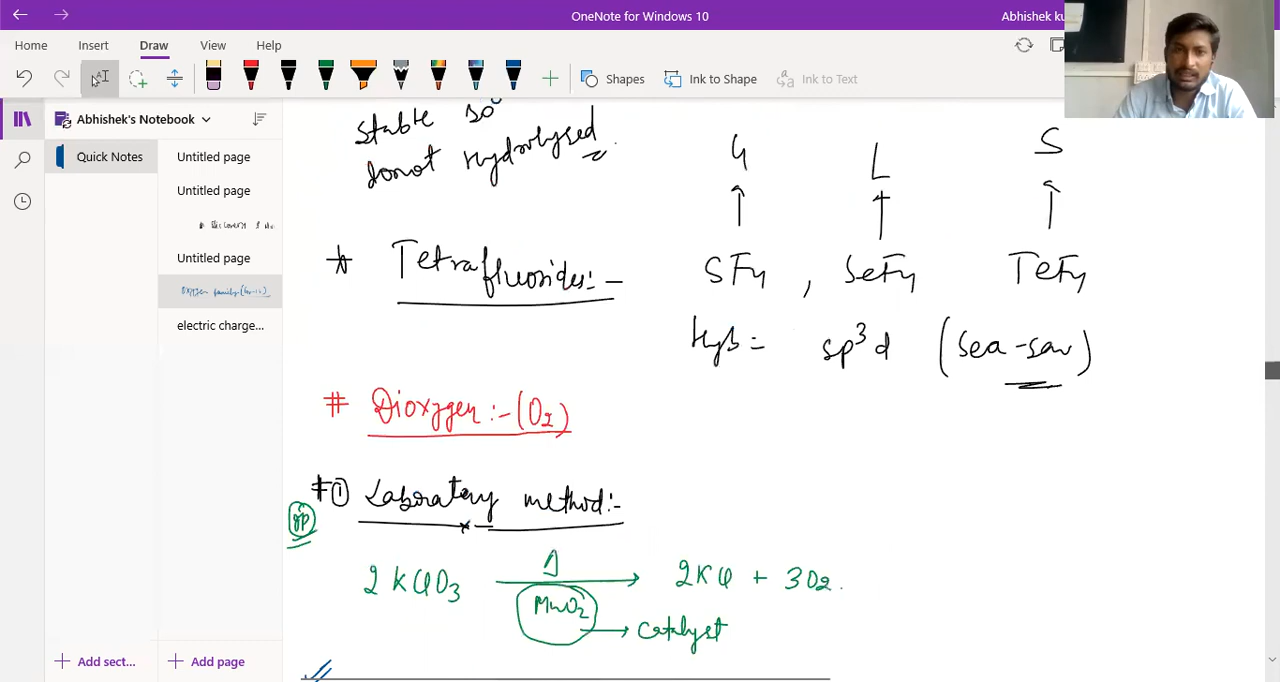 OneNote for Windows 10
Abhishek ku
Home Insert Draw View Help
Shapes Ink to Shape Ink to Text
Abhishek's Notebook
Quick Notes
Untitled page
Untitled page
Untitled page
Oxygen family
electric charge...
Add sect...
Add page
stable so
donot Hydrolysed
G L S
* Tetrafluorides:- SF4 , SeF4 TeF4
Hyb = sp³d (Sea-saw)
# Dioxygen:-(O2)
* ① Laboratory method:-
2KClO3 Δ MnO2 → 2KCl + 3O2.
→ catalyst